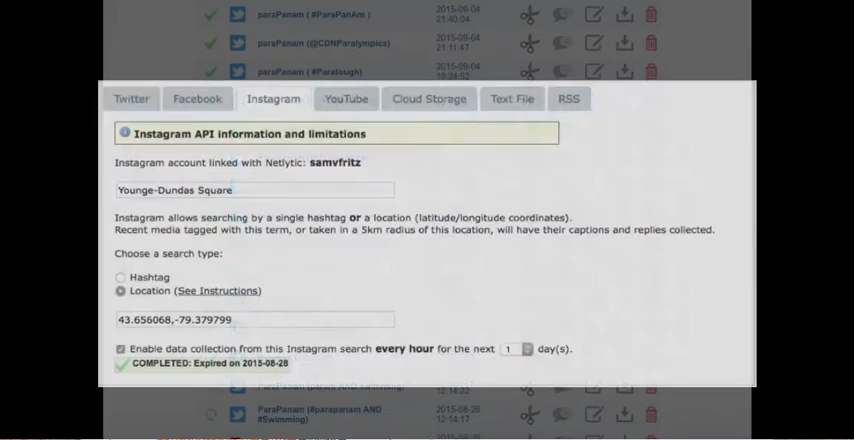 paraPanam ( #ParaPanAm )
2015-09-04
21:40:04
paraPanam (@CDNParalympics)
2015-09-04
21:11:47
paraPanam ( #Paratough)
2015-09-04
Twitter
Facebook
Instagram
YouTube
Cloud Storage
Text File
RSS
Instagram API information and limitations
Instagram account linked with Netlytic: samvfritz
Younge-Dundas Square
Instagram allows searching by a single hashtag or a location (latitude/longitude coordinates).
Recent media tagged with this term, or taken in a 5km radius of this location, will have their captions and replies collected.
Choose a search type:
Hashtag
Location (See Instructions)
43.656068,-79.379799
Enable data collection from this Instagram search every hour for the next 1 day(s).
COMPLETED: Expired on 2015-08-28
12:14:22
ParaPanam (#parapanam AND
#Swimming)
2015-08-26
12:14:17